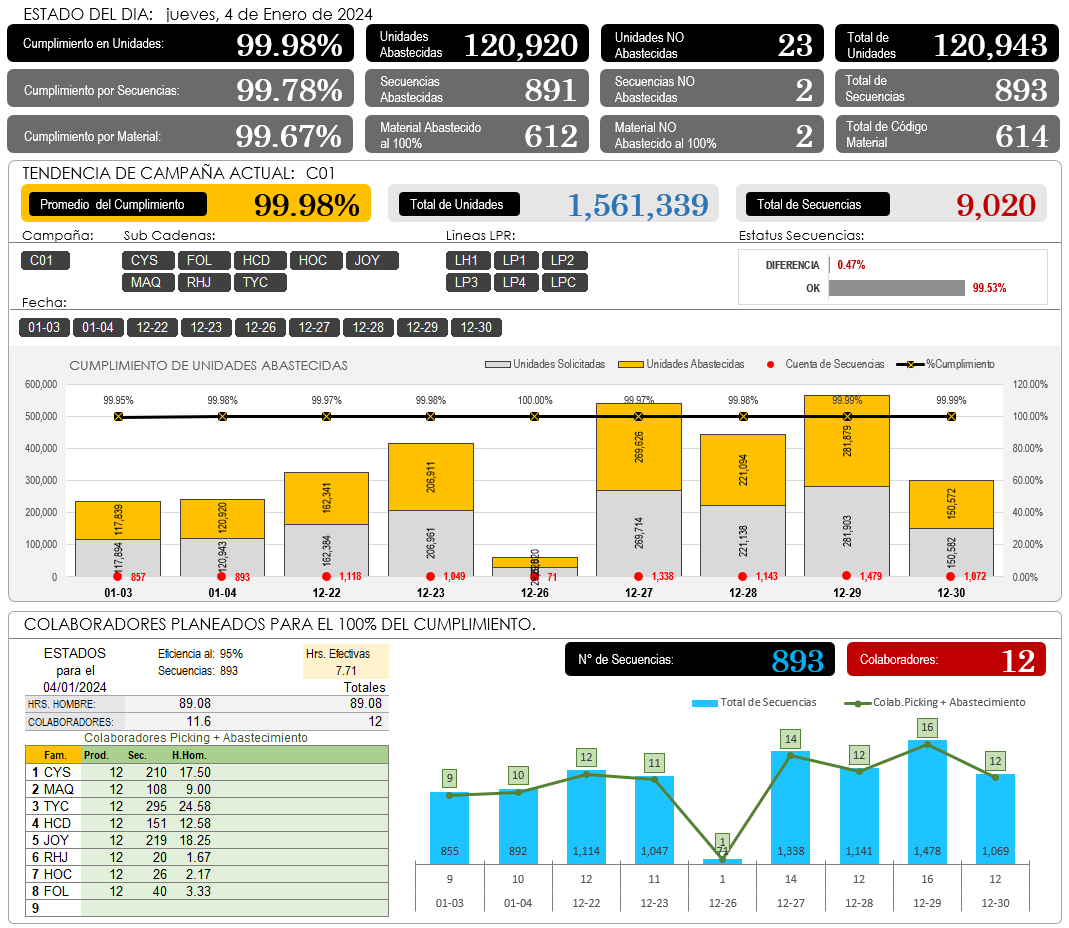 ESTADO DEL DIA: jueves, 4 de Enero de 2024
Cumplimiento en Unidades: 99.98% Unidades Abastecidas 120,920 Unidades NO Abastecidas 23 Total de Unidades 120,943
Cumplimiento por Secuencias: 99.78% Secuencias Abastecidas 891 Secuencias NO Abastecidas 2 Total de Secuencias 893
Cumplimiento por Material: 99.67% Material Abastecido al 100% 612 Material NO Abastecido al 100% 2 Total de Código Material 614
TENDENCIA DE CAMPAÑA ACTUAL: C01
Promedio del Cumplimiento 99.98% Total de Unidades 1,561,339 Total de Secuencias 9,020
Campaña: Sub Cadenas: Lineas LPR: Estatus Secuencias:
C01 CYS FOL HCD HOC JOY LH1 LP1 LP2 DIFERENCIA 0.47%
MAQ RHJ TYC LP3 LP4 LPC OK 99.53%
Fecha:
01-03 01-04 12-22 12-23 12-26 12-27 12-28 12-29 12-30
CUMPLIMIENTO DE UNIDADES ABASTECIDAS Unidades Solicitadas Unidades Abastecidas Cuenta de Secuencias %Cumplimiento
600,000 120.00%
99.95% 99.98% 99.97% 99.98% 100.00% 99.97% 99.98% 99.99% 99.99%
500,000 100.00%
400,000 80.00%
300,000 60.00%
200,000 40.00%
100,000 20.00%
0 0.00%
117,839 120,920 162,341 206,911 269,626 221,094 281,879 150,572
117,894 120,943 162,384 206,961 269,714 221,138 281,903 150,582
857 893 1,118 1,049 71 1,338 1,143 1,479 1,072
01-03 01-04 12-22 12-23 12-26 12-27 12-28 12-29 12-30
COLABORADORES PLANEADOS PARA EL 100% DEL CUMPLIMIENTO.
ESTADOS Eficiencia al: 95% Hrs. Efectivas
para el Secuencias: 893 7.71
04/01/2024 Totales
HRS. HOMBRE: 89.08 89.08
COLABORADORES: 11.6 12
Colaboradores Picking + Abastecimiento
Fam. Prod. Sec. H.Hom.
1 CYS 12 210 17.50
2 MAQ 12 108 9.00
3 TYC 12 295 24.58
4 HCD 12 151 12.58
5 JOY 12 219 18.25
6 RHJ 12 20 1.67
7 HOC 12 26 2.17
8 FOL 12 40 3.33
9
N° de Secuencias: 893 Colaboradores: 12
Total de Secuencias Colab.Picking + Abastecimiento
9 10 12 11 1 14 12 16 12
855 892 1,114 1,047 71 1,338 1,141 1,478 1,069
9 10 12 11 1 14 12 16 12
01-03 01-04 12-22 12-23 12-26 12-27 12-28 12-29 12-30